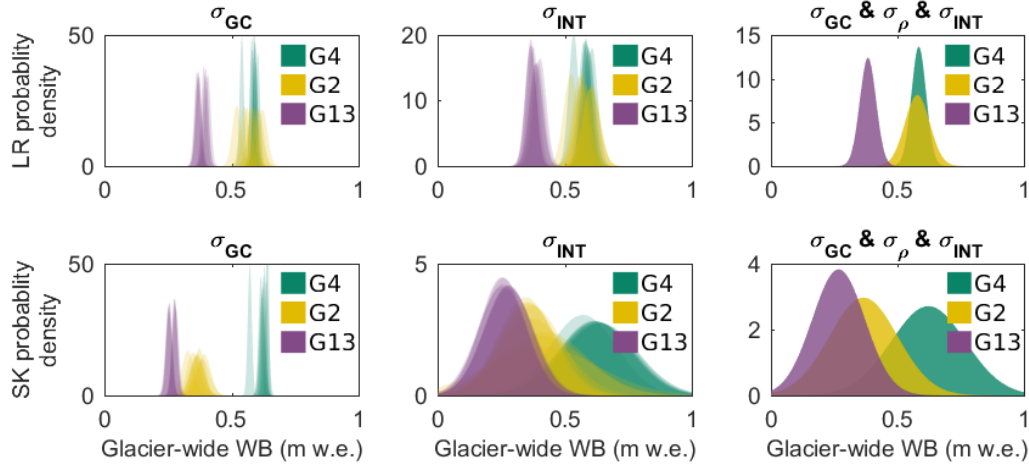 σGC
σINT
σGC & σρ & σINT
LR probablity
density
50
0
0
0.5
1
G4
G2
G13
20
10
0
0
0.5
1
G4
G2
G13
15
10
5
0
0
0.5
1
G4
G2
G13
σGC
σINT
σGC & σρ & σINT
SK probablity
density
50
0
0
0.5
1
G4
G2
G13
5
0
0
0.5
1
G4
G2
G13
4
2
0
0
0.5
1
G4
G2
G13
Glacier-wide WB (m w.e.)
Glacier-wide WB (m w.e.)
Glacier-wide WB (m w.e.)